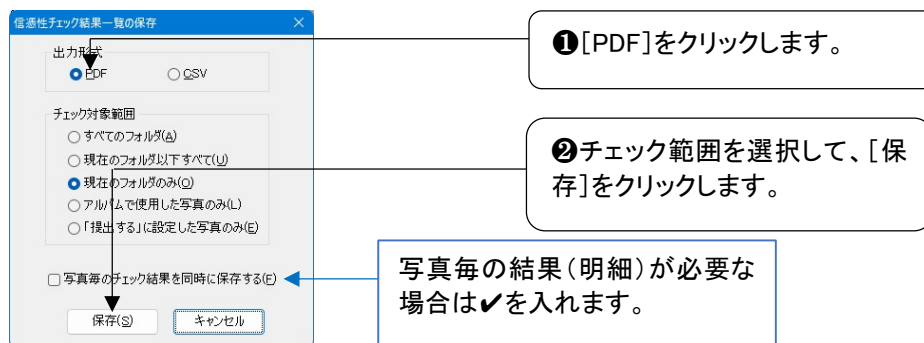 信憑性チェック結果一覧の保存
出力形式
PDF
CSV
❶[PDF]をクリックします。
チェック対象範囲
すべてのフォルダ(A)
現在のフォルダ以下すべて(U)
現在のフォルダのみ(O)
アルバムで使用した写真のみ(L)
「提出する」に設定した写真のみ(E)
❷チェック範囲を選択して、[保
存]をクリックします。
写真毎のチェック結果を同時に保存する(F)
写真毎の結果(明細)が必要な
場合は✔を入れます。
保存(S)
キャンセル